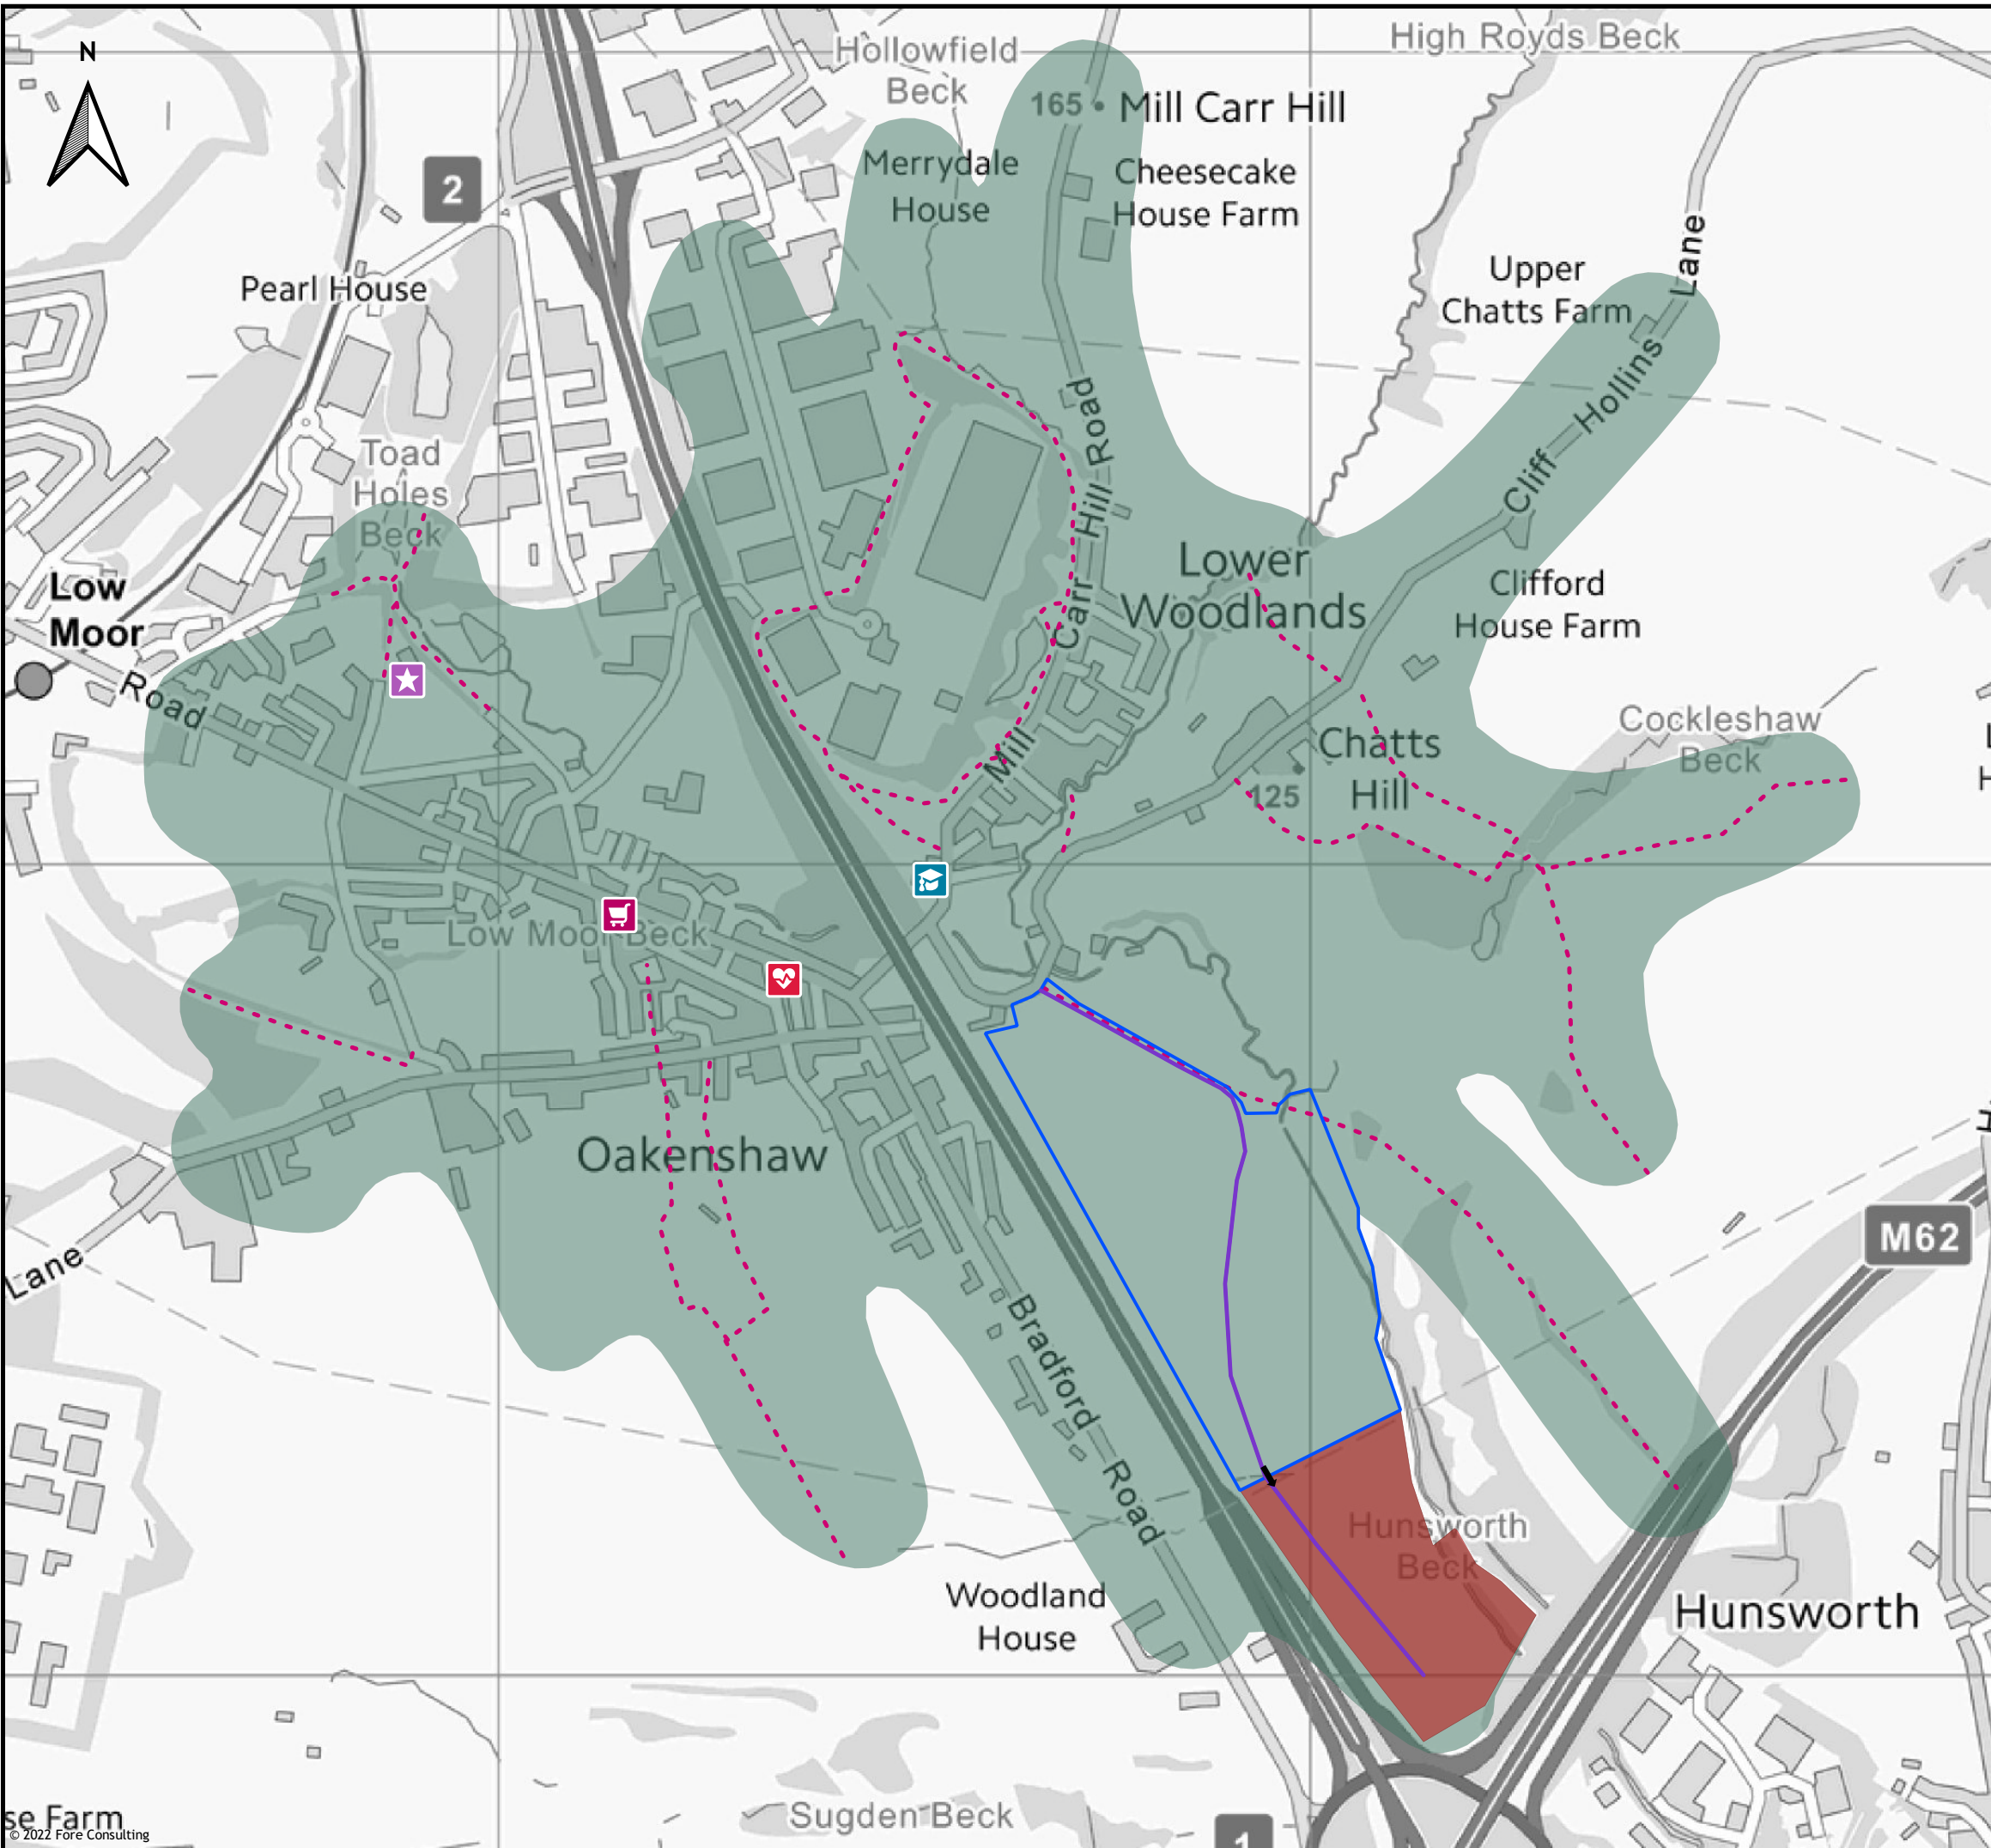 N
Hollowfield
Beck
High Royds Beck
165
Mill Carr Hill
2
Merrydale
House
Cheesecake
House Farm
Pearl House
Upper
Chatts Farm
Cliff Hollins Lane
Toad
Holes
Beck
Mill Carr Hill Road
Low
Moor
Road
Lower
Woodlands
Clifford
House Farm
Cockleshaw
Beck
Chatts
Hill
125
Low Moor Beck
Oakenshaw
M62
Lane
Bradford Road
Hunsworth
Beck
Woodland
House
Hunsworth
Sugden Beck
1
se Farm
© 2022 Fore Consulting